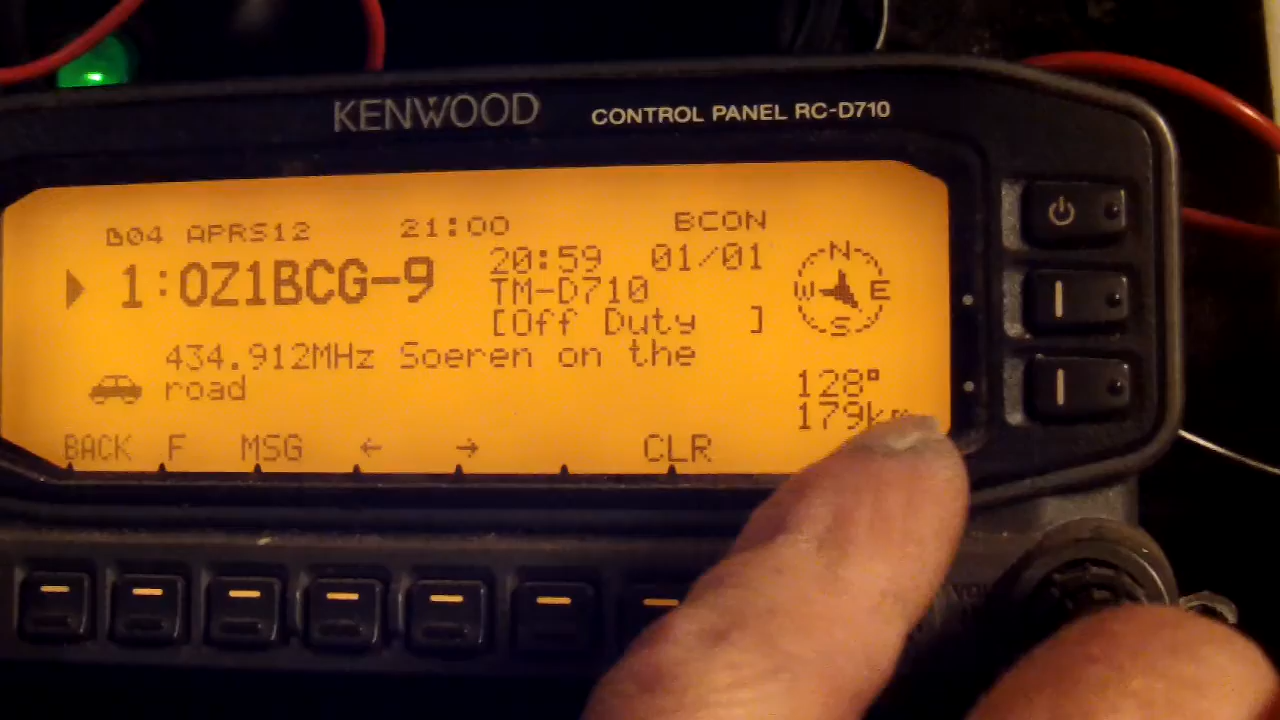 KENWOOD CONTROL PANEL RC-D710
B04 APRS12 21:00 BCON
20:59 01/01
1:OZ1BCG-9
TM-D710
[Off Duty ]
434.912MHz Soeren on the
road
N
W E
S
128°
179km
BACK F MSG ← → CLR